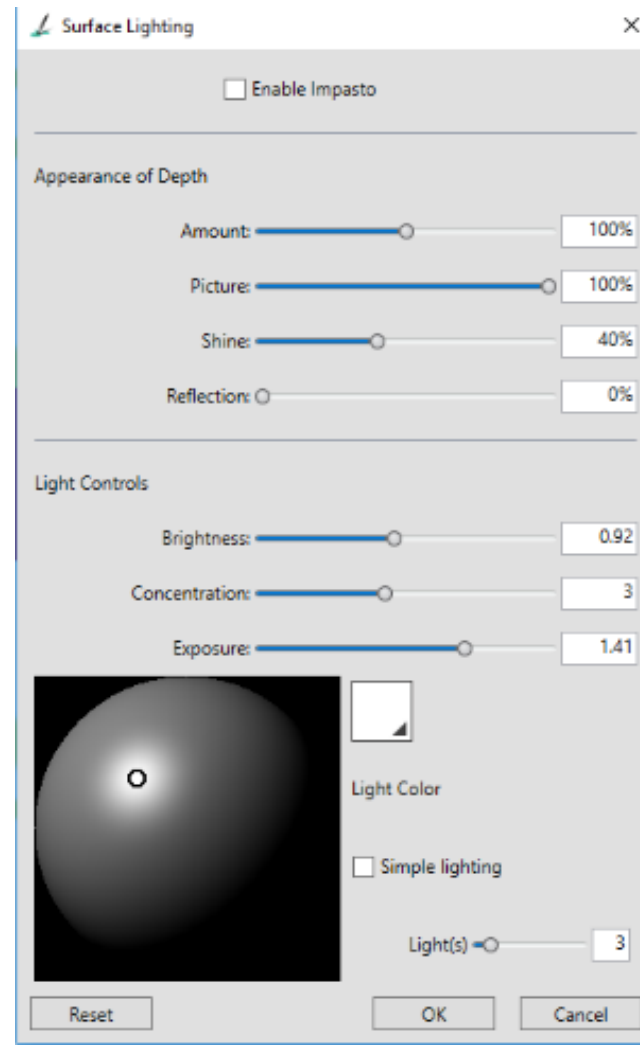 Surface Lighting
Enable Impasto
Appearance of Depth
Amount: 100%
Picture: 100%
Shine: 40%
Reflection: 0%
Light Controls
Brightness: 0.92
Concentration: 3
Exposure: 1.41
Light Color
Simple lighting
Light(s) 3
Reset OK Cancel